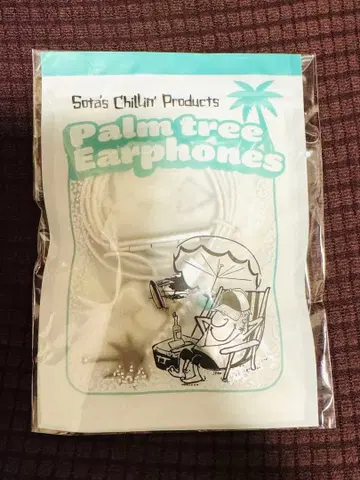 Sota's Chillin' Products
Palm tree
Earphones